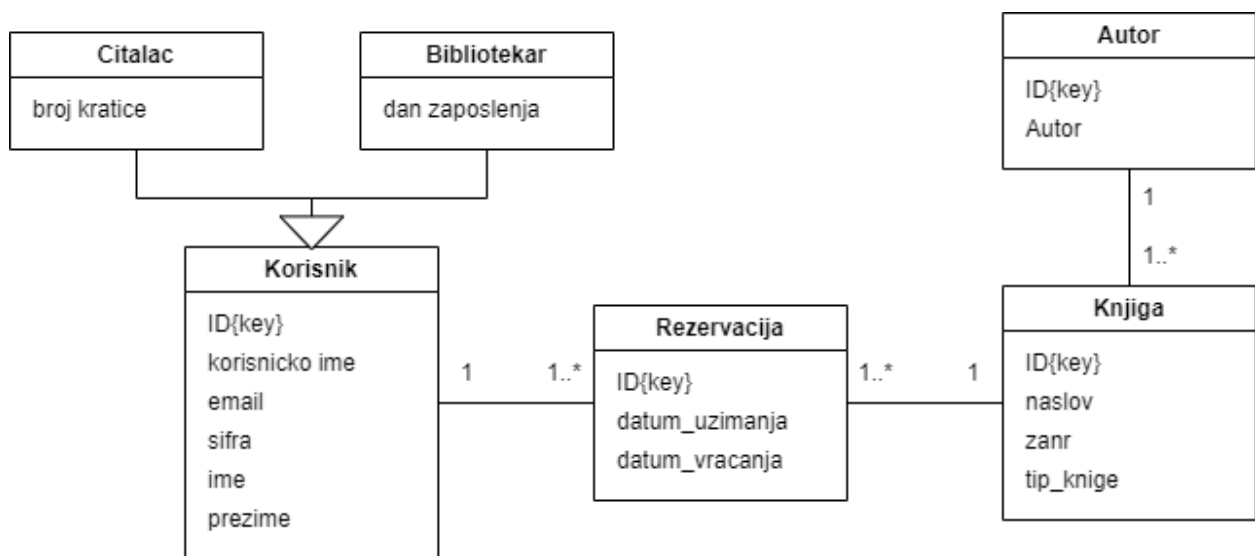 Citalac
broj kratice
Bibliotekar
dan zaposlenja
Autor
ID{key}
Autor
1
1..*
Korisnik
ID{key}
korisnicko ime
email
sifra
ime
prezime
1
1..*
Rezervacija
ID{key}
datum_uzimanja
datum_vracanja
1..*
1
Knjiga
ID{key}
naslov
zanr
tip_knige